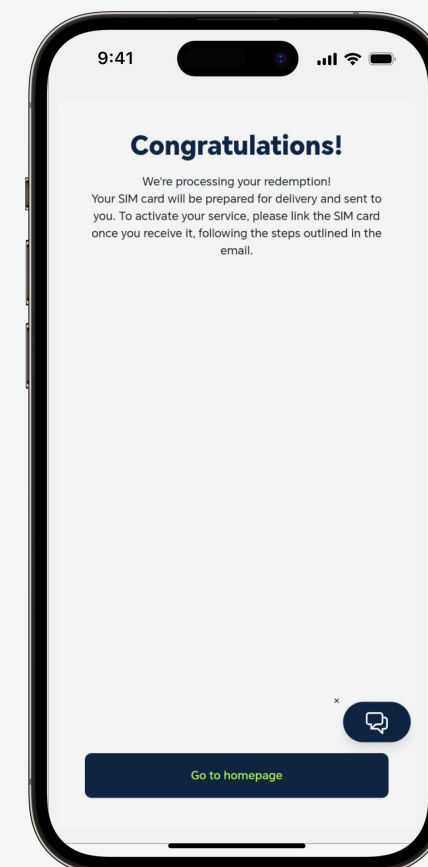 9:41
Congratulations!
We're processing your redemption!
Your SIM card will be prepared for delivery and sent to
you. To activate your service, please link the SIM card
once you receive it, following the steps outlined in the
email.
×
Go to homepage